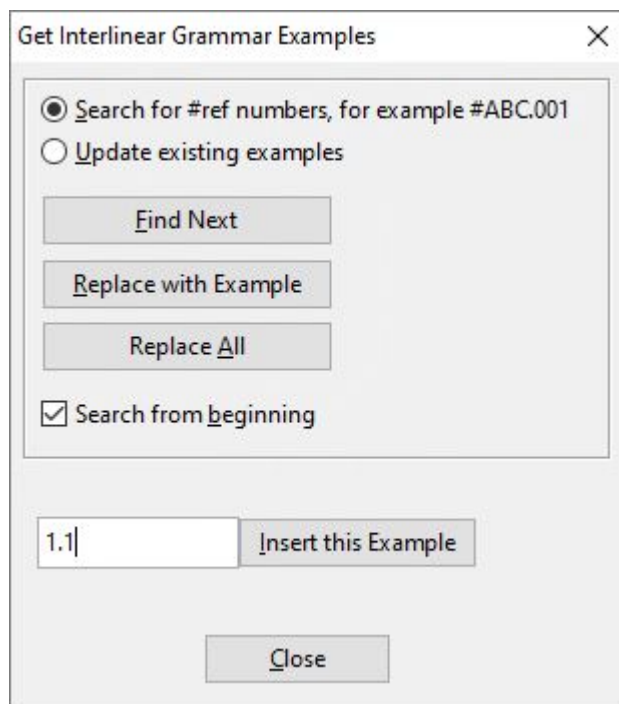 Get Interlinear Grammar Examples
Search for #ref numbers, for example #ABC.001
Update existing examples
Find Next
Replace with Example
Replace All
Search from beginning
1.1
Insert this Example
Close